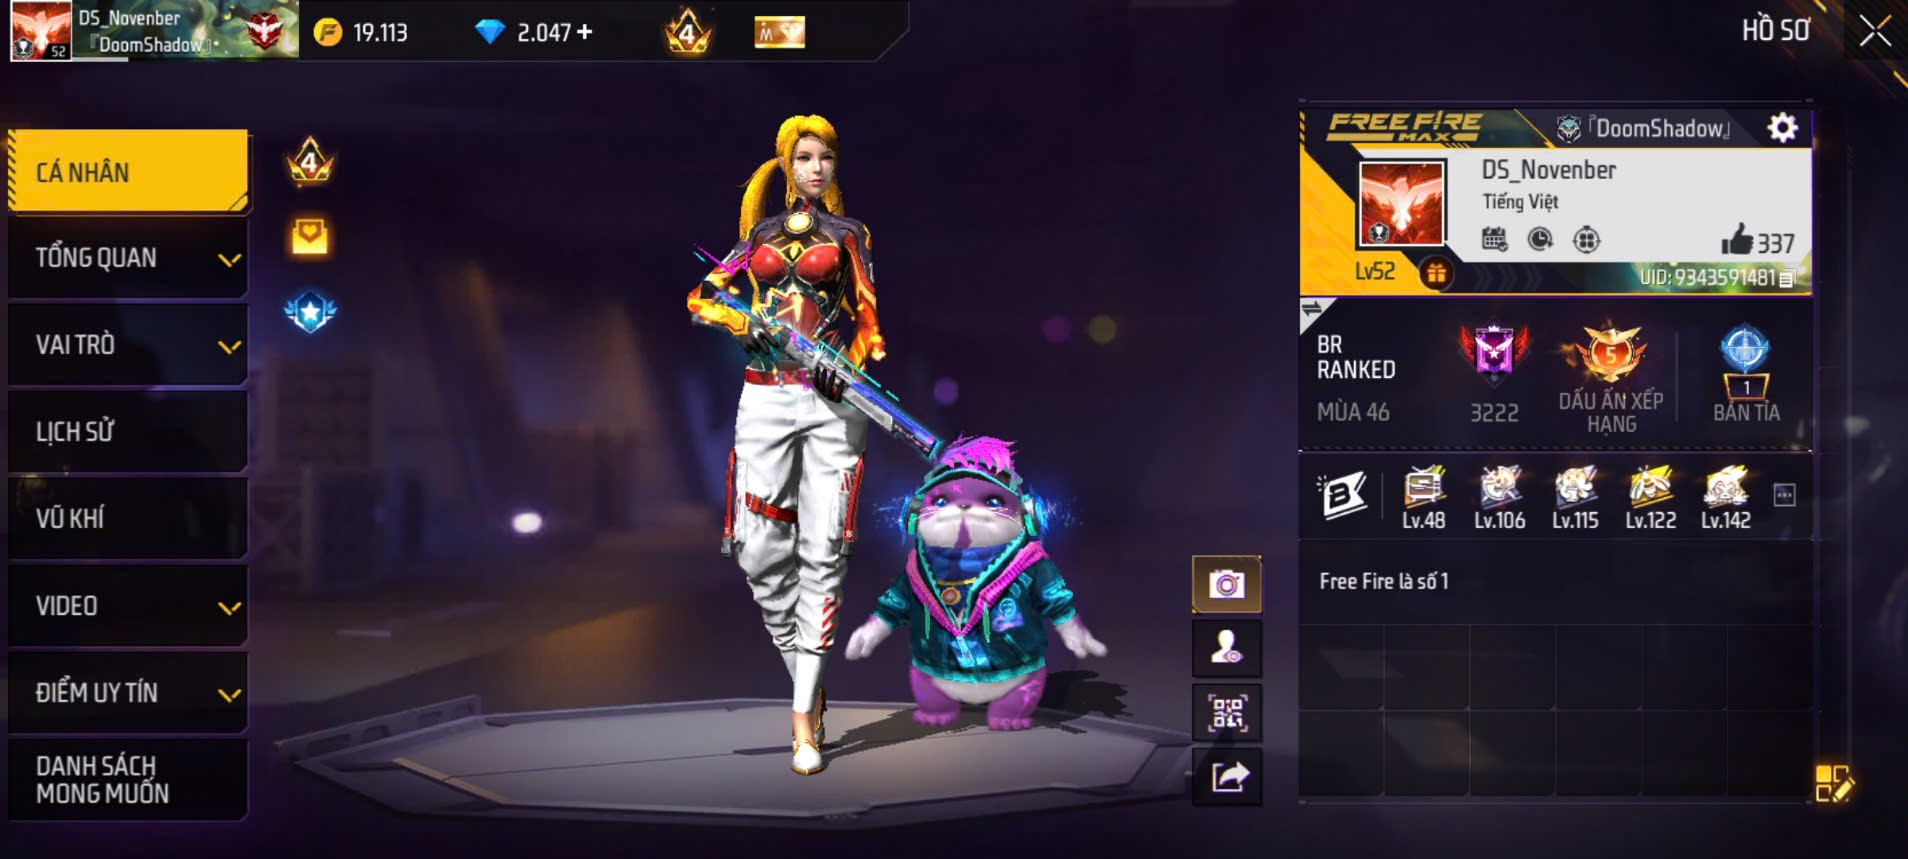 DS_Novenber
『DoomShadow』
52
19.113
2.047+
4
M
HỒ SƠ
CÁ NHÂN
TỔNG QUAN
VAI TRÒ
LỊCH SỬ
VŨ KHÍ
VIDEO
ĐIỂM UY TÍN
DANH SÁCH
MONG MUỐN
4
FREE FIRE
MAX
『DoomShadow』
DS_Novenber
Tiếng Việt
337
Lv52
UID: 9343591481
BR
RANKED
MÙA 46
3222
5
DẤU ẤN XẾP
HẠNG
1
BẮN TỈA
B
Lv.48
Lv.106
Lv.115
Lv.122
Lv.142
Free Fire là số 1